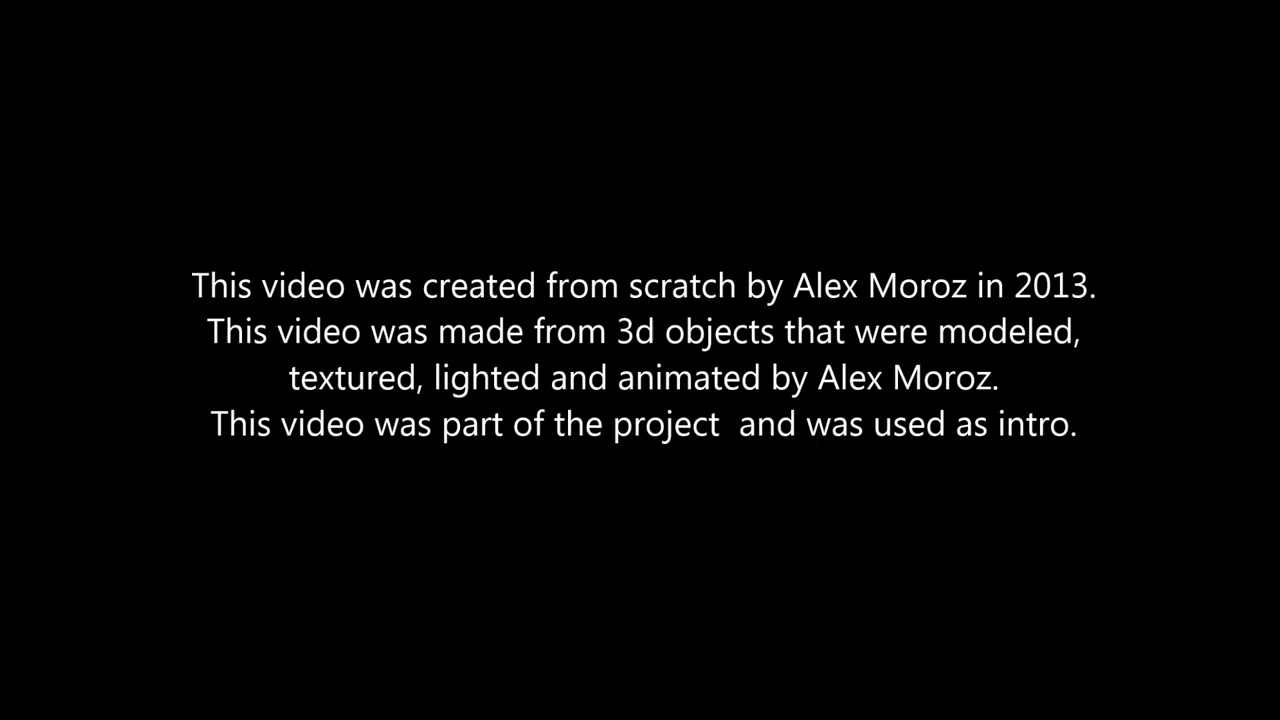 This video was created from scratch by Alex Moroz in 2013.
This video was made from 3d objects that were modeled,
textured, lighted and animated by Alex Moroz.
This video was part of the project  and was used as intro.